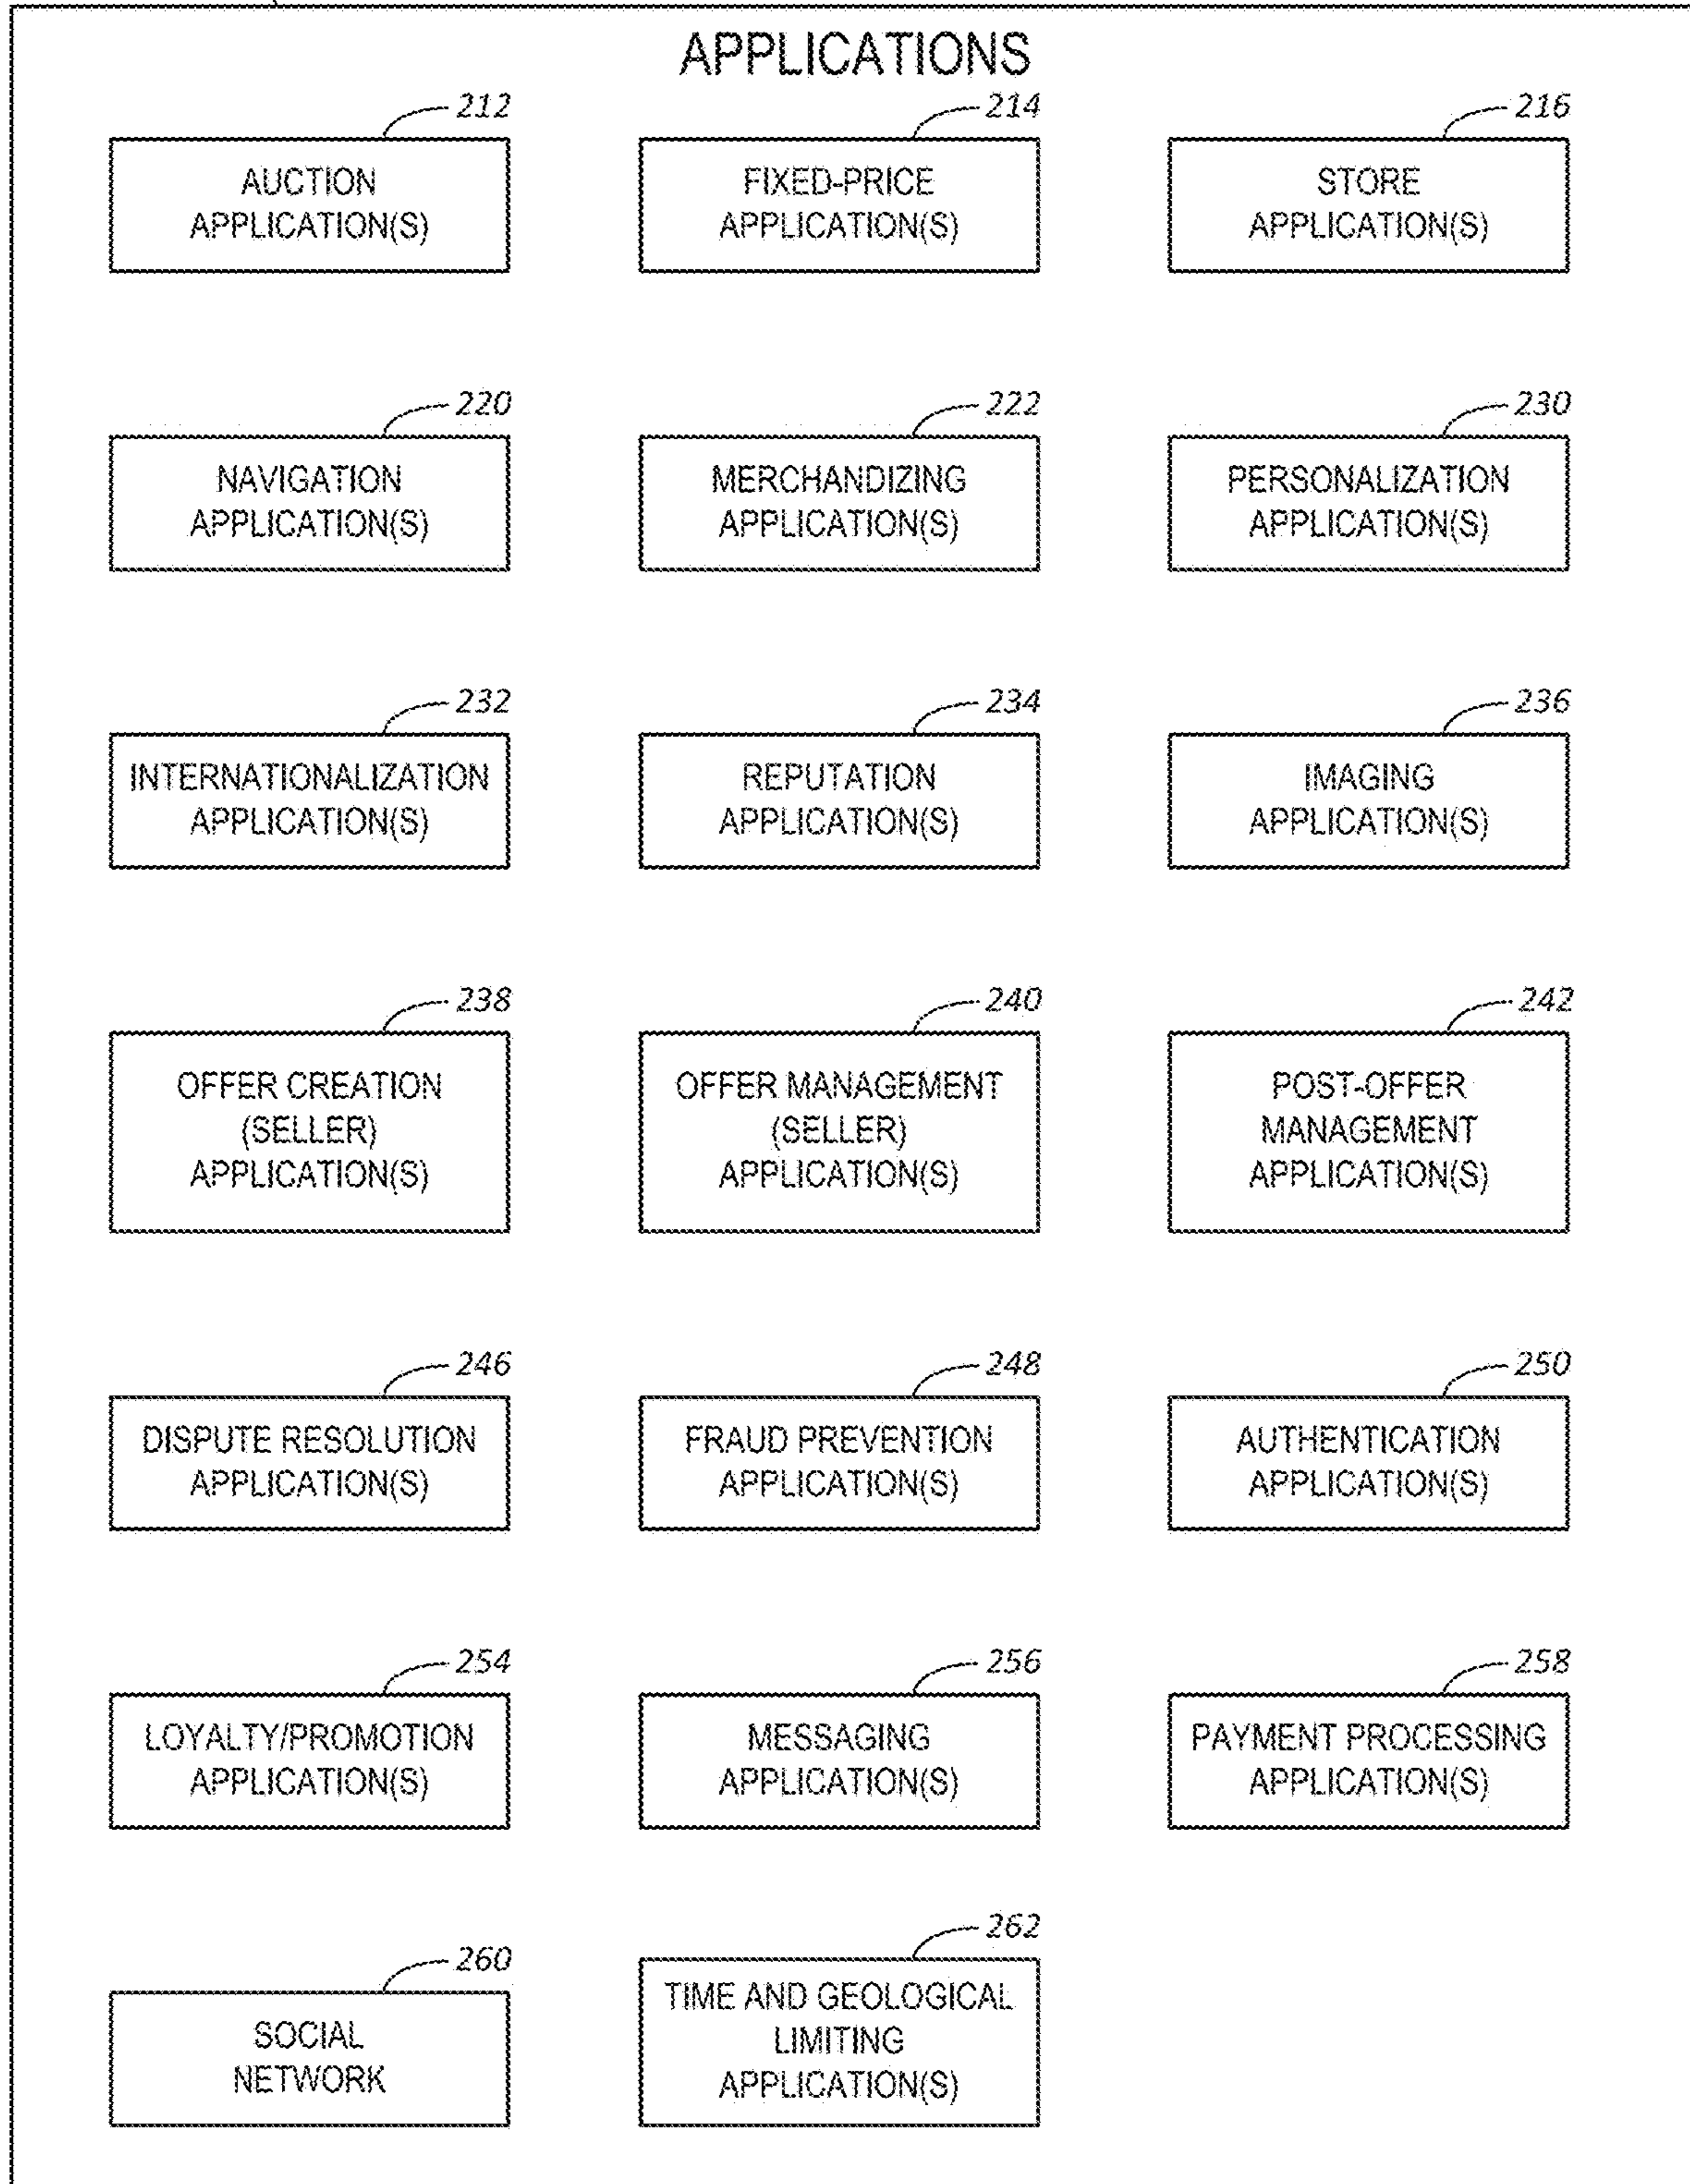 APPLICATIONS
212
AUCTION
APPLICATION(S)
214
FIXED-PRICE
APPLICATION(S)
216
STORE
APPLICATION(S)
220
NAVIGATION
APPLICATION(S)
222
MERCHANDIZING
APPLICATION(S)
230
PERSONALIZATION
APPLICATION(S)
232
INTERNATIONALIZATION
APPLICATION(S)
234
REPUTATION
APPLICATION(S)
236
IMAGING
APPLICATION(S)
238
OFFER CREATION
(SELLER)
APPLICATION(S)
240
OFFER MANAGEMENT
(SELLER)
APPLICATION(S)
242
POST-OFFER
MANAGEMENT
APPLICATION(S)
246
DISPUTE RESOLUTION
APPLICATION(S)
248
FRAUD PREVENTION
APPLICATION(S)
250
AUTHENTICATION
APPLICATION(S)
254
LOYALTY/PROMOTION
APPLICATION(S)
256
MESSAGING
APPLICATION(S)
258
PAYMENT PROCESSING
APPLICATION(S)
260
SOCIAL
NETWORK
262
TIME AND GEOLOGICAL
LIMITING
APPLICATION(S)